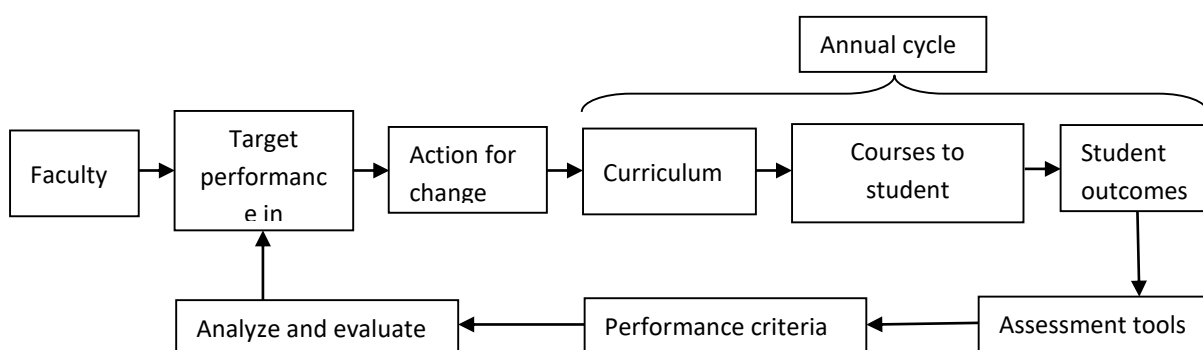 Annual cycle
Faculty
Target
performanc
e in
Action for
change
Curriculum
Courses to
student
Student
outcomes
Analyze and evaluate
Performance criteria
Assessment tools